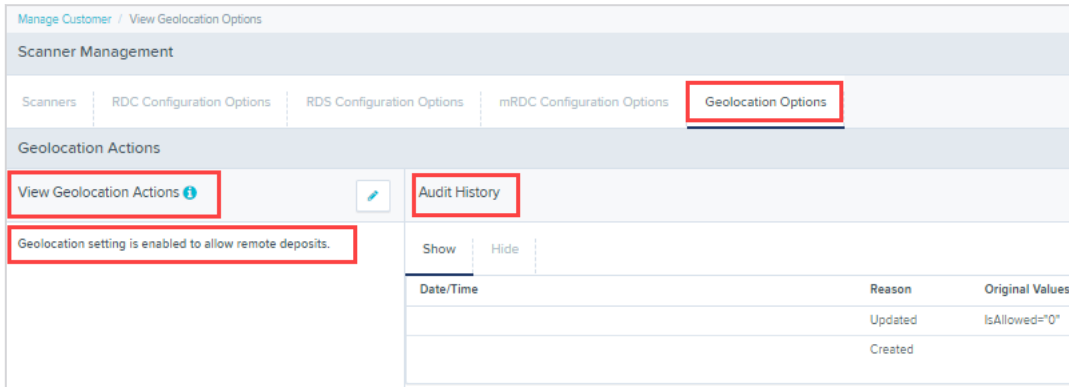 Manage Customer / View Geolocation Options
Scanner Management
Scanners RDC Configuration Options RDS Configuration Options mRDC Configuration Options Geolocation Options
Geolocation Actions
View Geolocation Actions
Audit History
Geolocation setting is enabled to allow remote deposits.
Show Hide
Date/Time Reason Original Values
Updated IsAllowed="0"
Created